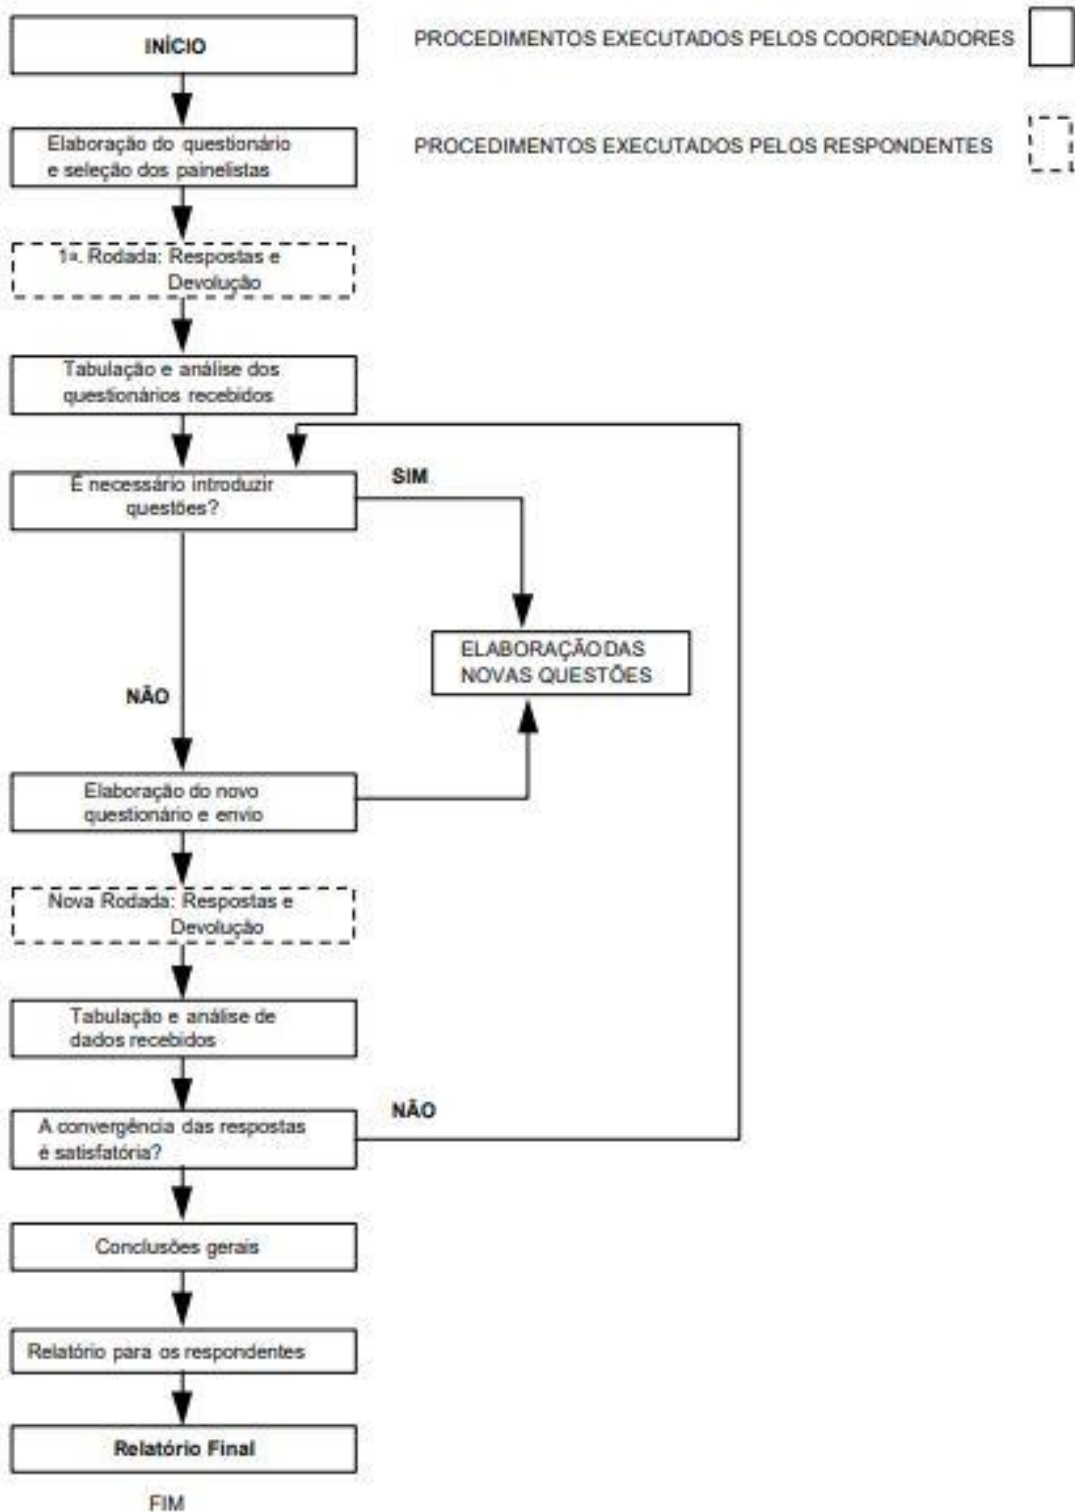 INÍCIO
PROCEDIMENTOS EXECUTADOS PELOS COORDENADORES
Elaboração do questionário
e seleção dos painelistas
PROCEDIMENTOS EXECUTADOS PELOS RESPONDENTES
1ª. Rodada: Respostas e
Devolução
Tabulação e análise dos
questionários recebidos
É necessário introduzir
questões?
SIM
ELABORAÇÃO DAS
NOVAS QUESTÕES
NÃO
Elaboração do novo
questionário e envio
Nova Rodada: Respostas e
Devolução
Tabulação e análise de
dados recebidos
A convergência das respostas
é satisfatória?
NÃO
Conclusões gerais
Relatório para os respondentes
Relatório Final
FIM